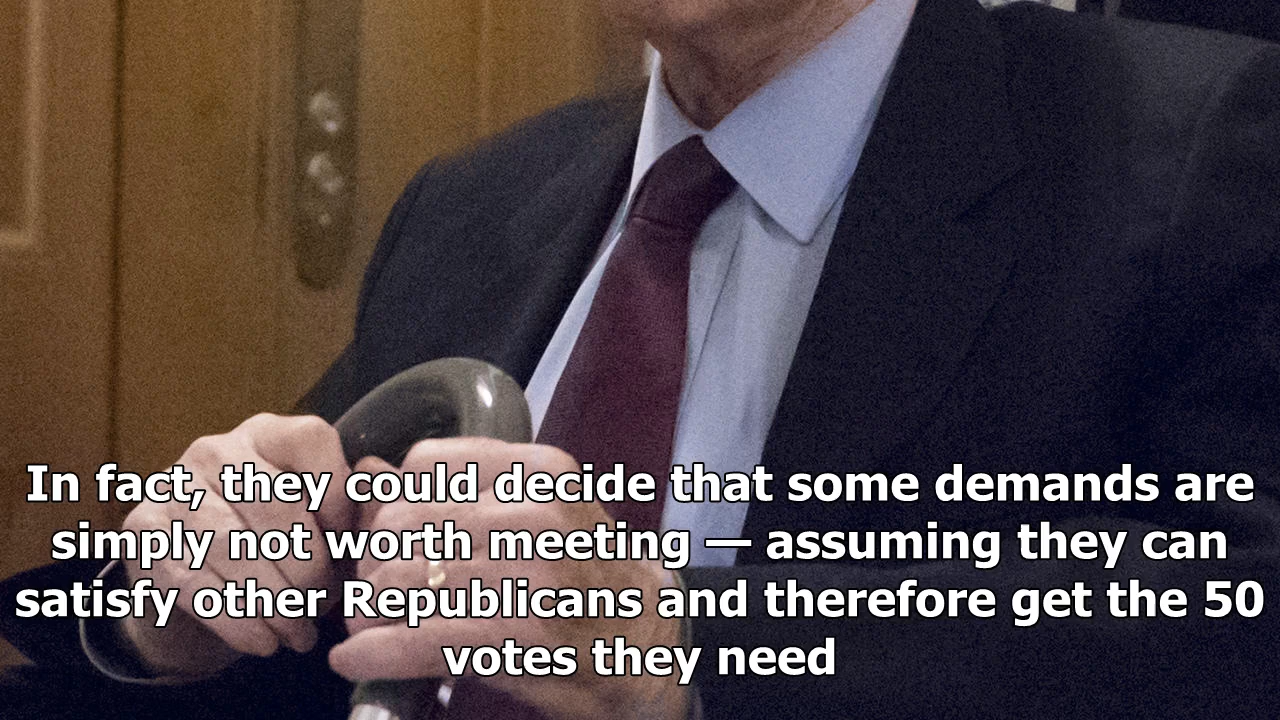 In fact, they could decide that some demands are
simply not worth meeting — assuming they can
satisfy other Republicans and therefore get the 50
votes they need